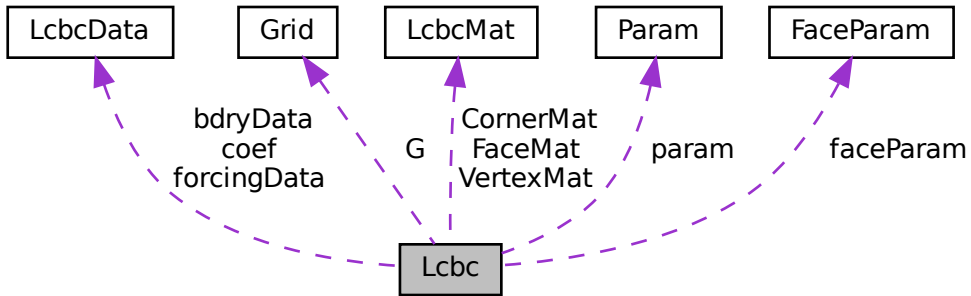 LcbcData
Grid
LcbcMat
Param
FaceParam
bdryData
coef
forcingData
G
CornerMat
FaceMat
VertexMat
param
faceParam
Lcbc